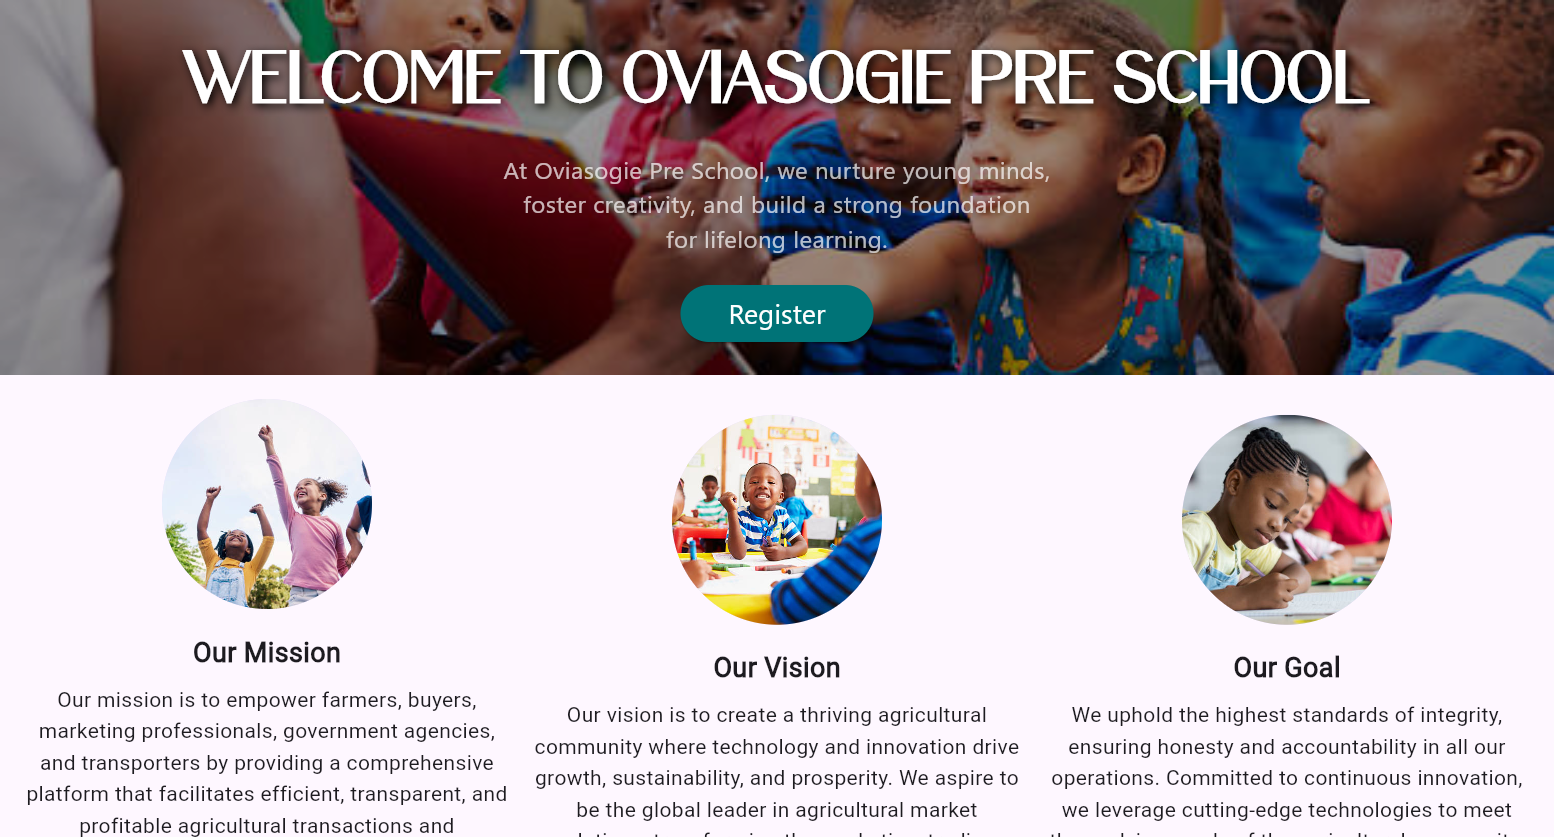 WELCOME TO OVIASOGIE PRE SCHOOL
At Oviasogie Pre School, we nurture young minds,
foster creativity, and build a strong foundation
for lifelong learning.
Register
Our Mission
Our mission is to empower farmers, buyers,
marketing professionals, government agencies,
and transporters by providing a comprehensive
platform that facilitates efficient, transparent, and
profitable agricultural transactions and
Our Vision
Our vision is to create a thriving agricultural
community where technology and innovation drive
growth, sustainability, and prosperity. We aspire to
be the global leader in agricultural market
Our Goal
We uphold the highest standards of integrity,
ensuring honesty and accountability in all our
operations. Committed to continuous innovation,
we leverage cutting-edge technologies to meet